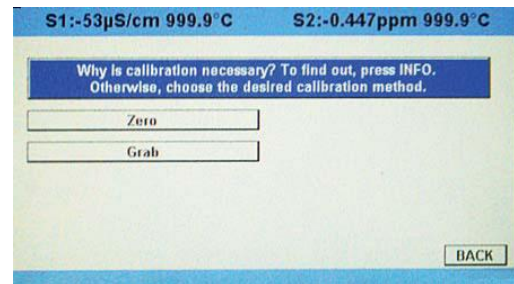 S1:-53µS/cm 999.9°C S2:-0.447ppm 999.9°C
Why is calibration necessary? To find out, press INFO.
Otherwise, choose the desired calibration method.
Zero
Grab
BACK